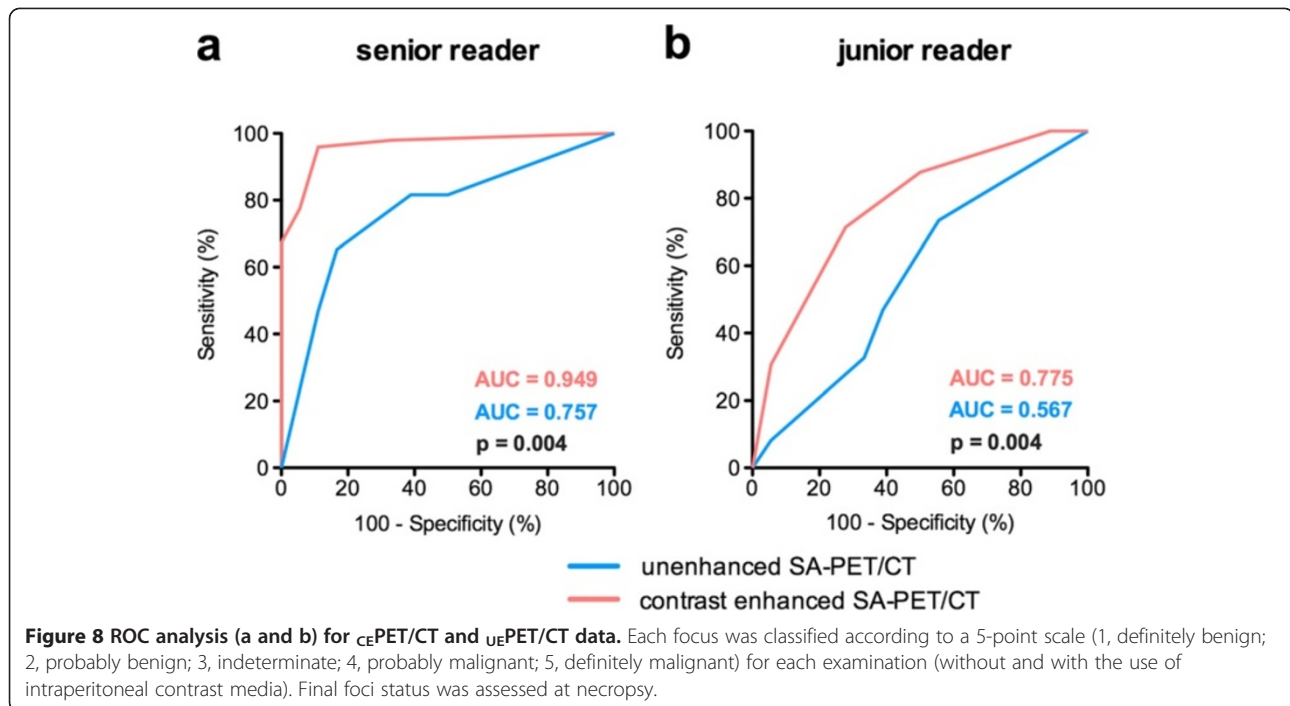 a senior reader
b junior reader
100
80
60
40
20
0
Sensitivity (%)
0 20 40 60 80 100
100 - Specificity (%)
AUC = 0.949
AUC = 0.757
p = 0.004
100
80
60
40
20
0
Sensitivity (%)
0 20 40 60 80 100
100 - Specificity (%)
AUC = 0.775
AUC = 0.567
p = 0.004
unenhanced SA-PET/CT
contrast enhanced SA-PET/CT
Figure 8 ROC analysis (a and b) for CEPET/CT and UEPET/CT data. Each focus was classified according to a 5-point scale (1, definitely benign;
2, probably benign; 3, indeterminate; 4, probably malignant; 5, definitely malignant) for each examination (without and with the use of
intraperitoneal contrast media). Final foci status was assessed at necropsy.